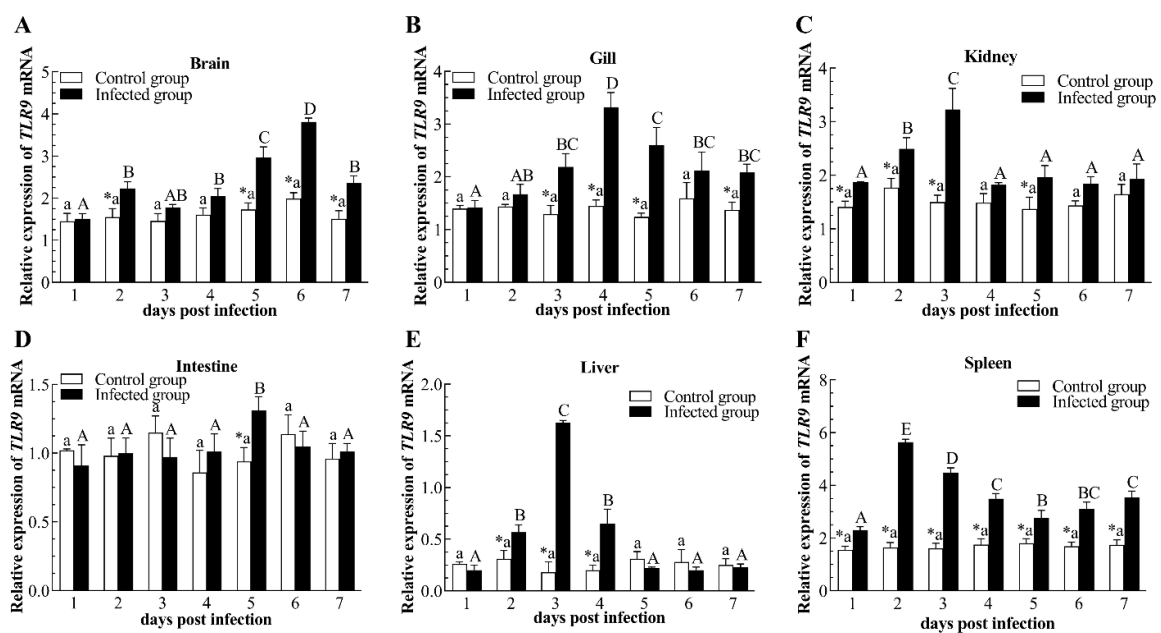 A
Brain
Relative expression of TLR9 mRNA
Control group
Infected group
5
4
3
2
1
0
a A *a B a AB a B *a C *a D *a B
1 2 3 4 5 6 7
days post infection
B
Gill
Relative expression of TLR9 mRNA
Control group
Infected group
4
3
2
1
0
a A a AB *a BC *a D *a C a BC *a BC
1 2 3 4 5 6 7
days post infection
C
Kidney
Relative expression of TLR9 mRNA
Control group
Infected group
4
3
2
1
0
*a A *a B *a C a A *a A a A a A
1 2 3 4 5 6 7
days post infection
D
Intestine
Relative expression of TLR9 mRNA
Control group
Infected group
1.5
1.0
0.5
0.0
a A a A a A a A *a B a A a A
1 2 3 4 5 6 7
days post infection
E
Liver
Relative expression of TLR9 mRNA
Control group
Infected group
2.0
1.5
1.0
0.5
0.0
a A *a B *a C *a B a A a A a A
1 2 3 4 5 6 7
days post infection
F
Spleen
Relative expression of TLR9 mRNA
Control group
Infected group
8
6
4
2
0
*a A *a E *a D *a C *a B *a BC *a C
1 2 3 4 5 6 7
days post infection